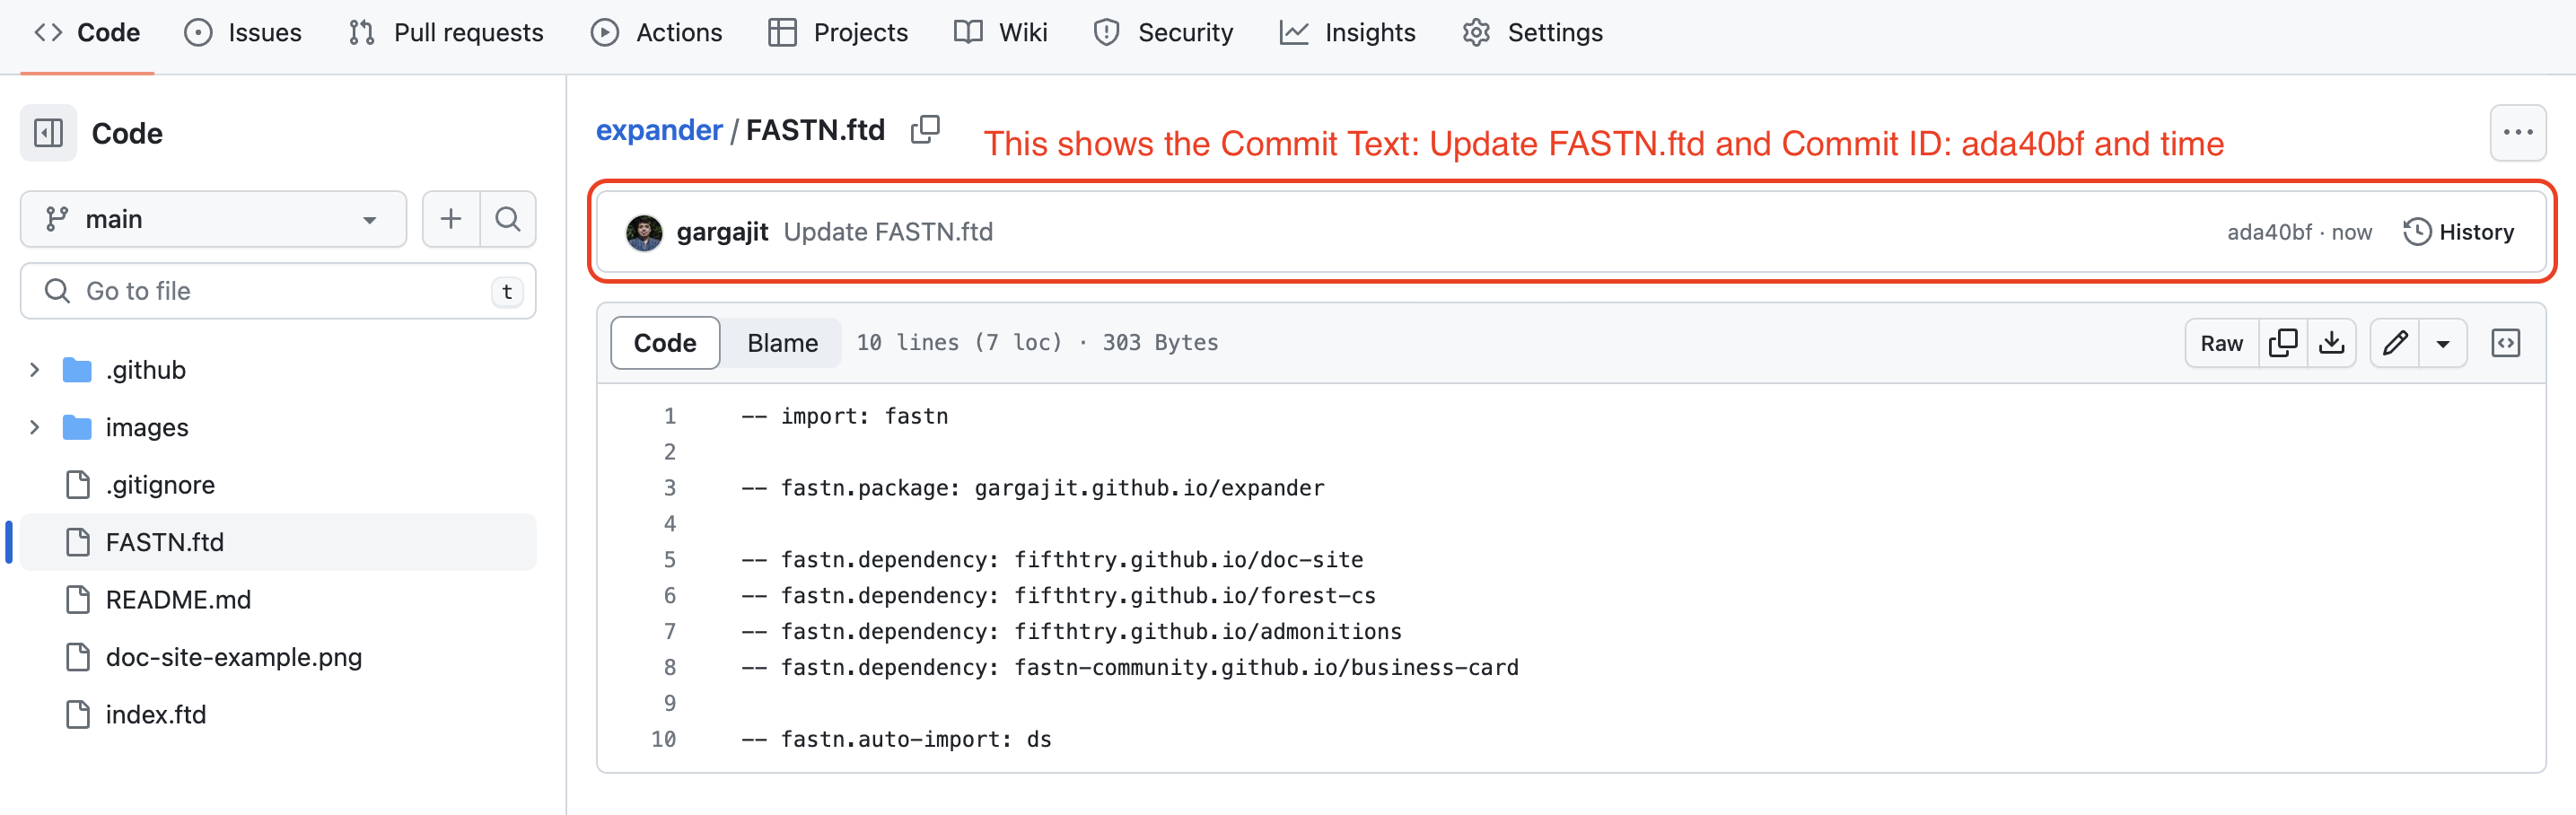 Code Issues Pull requests Actions Projects Wiki Security Insights Settings
Code
main
Go to file t
.github
images
.gitignore
FASTN.ftd
README.md
doc-site-example.png
index.ftd
expander / FASTN.ftd
This shows the Commit Text: Update FASTN.ftd and Commit ID: ada40bf and time
gargajit Update FASTN.ftd ada40bf · now History
Code Blame 10 lines (7 loc) · 303 Bytes Raw
1 -- import: fastn
2
3 -- fastn.package: gargajit.github.io/expander
4
5 -- fastn.dependency: fifthtry.github.io/doc-site
6 -- fastn.dependency: fifthtry.github.io/forest-cs
7 -- fastn.dependency: fifthtry.github.io/admonitions
8 -- fastn.dependency: fastn-community.github.io/business-card
9
10 -- fastn.auto-import: ds